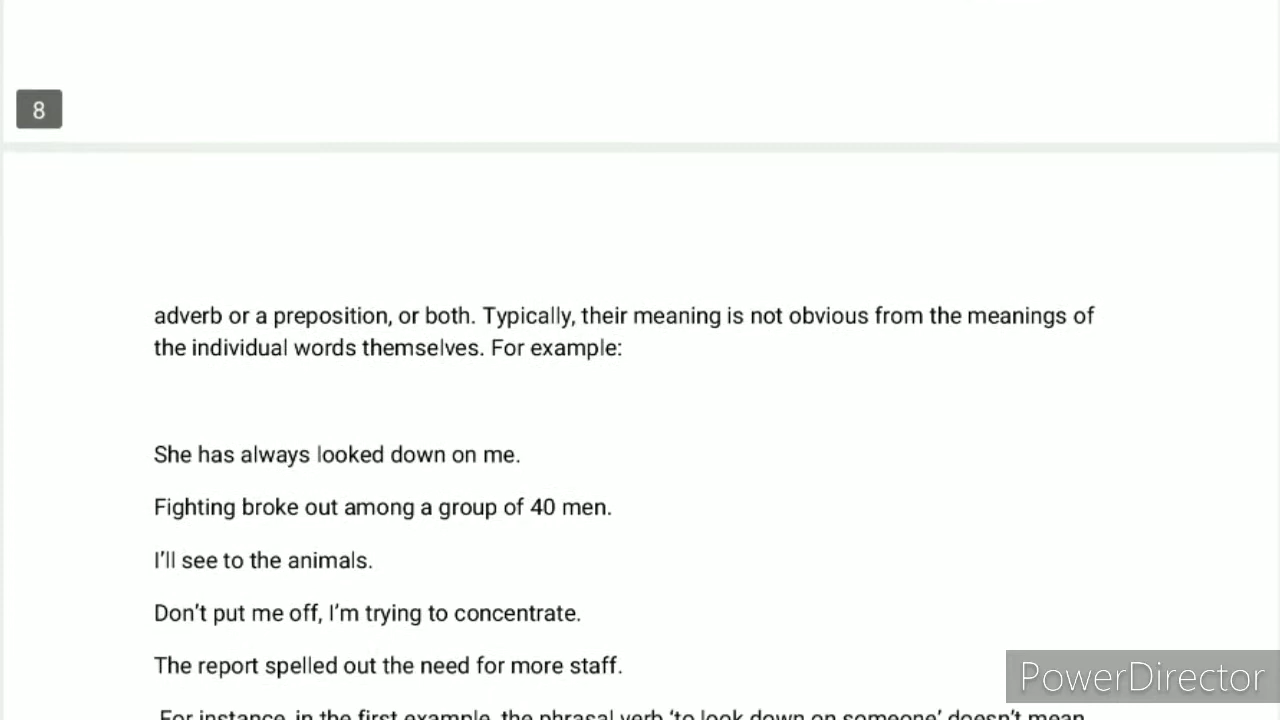 8
adverb or a preposition, or both. Typically, their meaning is not obvious from the meanings of
the individual words themselves. For example:
She has always looked down on me.
Fighting broke out among a group of 40 men.
I’ll see to the animals.
Don’t put me off, I’m trying to concentrate.
The report spelled out the need for more staff.
PowerDirector
For instance, in the first example, the phrasal verb ‘to look down on someone’ doesn’t mean